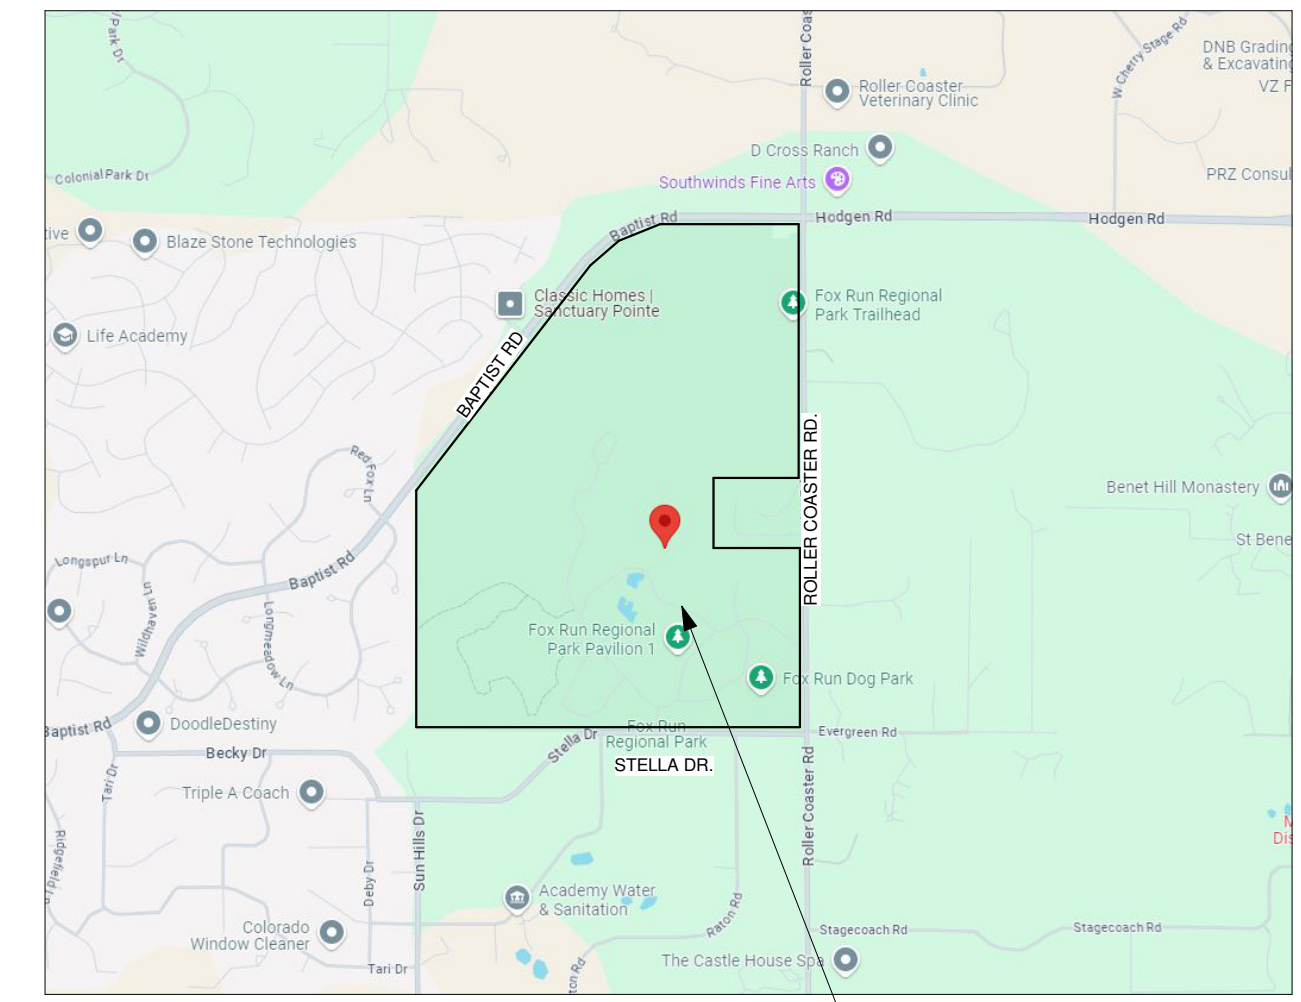 Park Dr
Roller Coas
W Cherry Stage Rd
DNB Grading
& Excavating
VZ F
Roller Coaster
Veterinary Clinic
D Cross Ranch
Southwinds Fine Arts
PRZ Consul
Colonial Park Dr
Baptist Rd
Hodgen Rd
Hodgen Rd
tive
Blaze Stone Technologies
Classic Homes |
Sanctuary Pointe
Fox Run Regional
Park Trailhead
Life Academy
BAPTIST RD
ROLLER COASTER RD.
Red Fox Ln
Benet Hill Monastery
St Bene
Longspur Ln
Baptist Rd
Wildhaven Ln
Longmeadow Ln
Fox Run Regional
Park Pavilion 1
Fox Run Dog Park
Baptist Rd
DoodleDestiny
Becky Dr
Stella Dr
Fox Run
Regional Park
STELLA DR.
Evergreen Rd
Tari Dr
Triple A Coach
Roller Coaster Rd
Sun Hills Dr
Ridgefield Ln
Deby Dr
M
Dis
Academy Water
& Sanitation
Raton Rd
Colorado
Window Cleaner
Stagecoach Rd
Stagecoach Rd
The Castle House Spa
Tari Dr
ton Rd